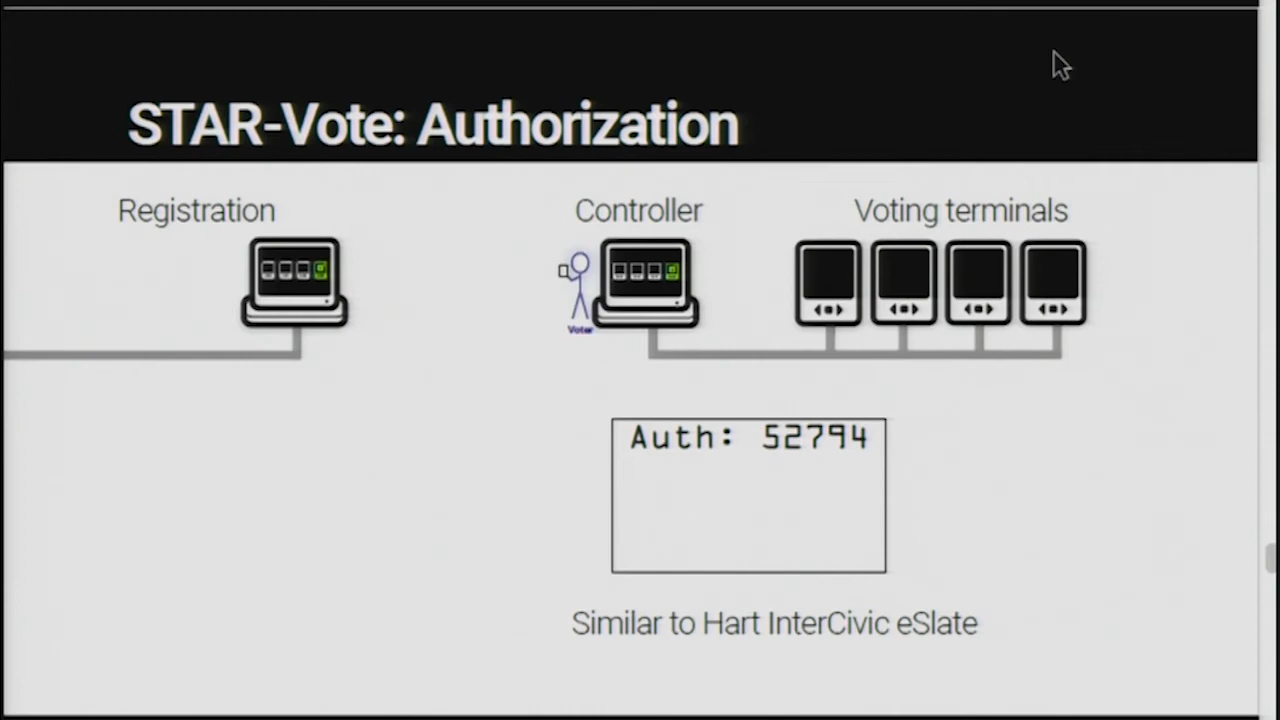 STAR-Vote: Authorization
Registration
Controller
Voting terminals
Voter
Auth: 52794
Similar to Hart InterCivic eSlate